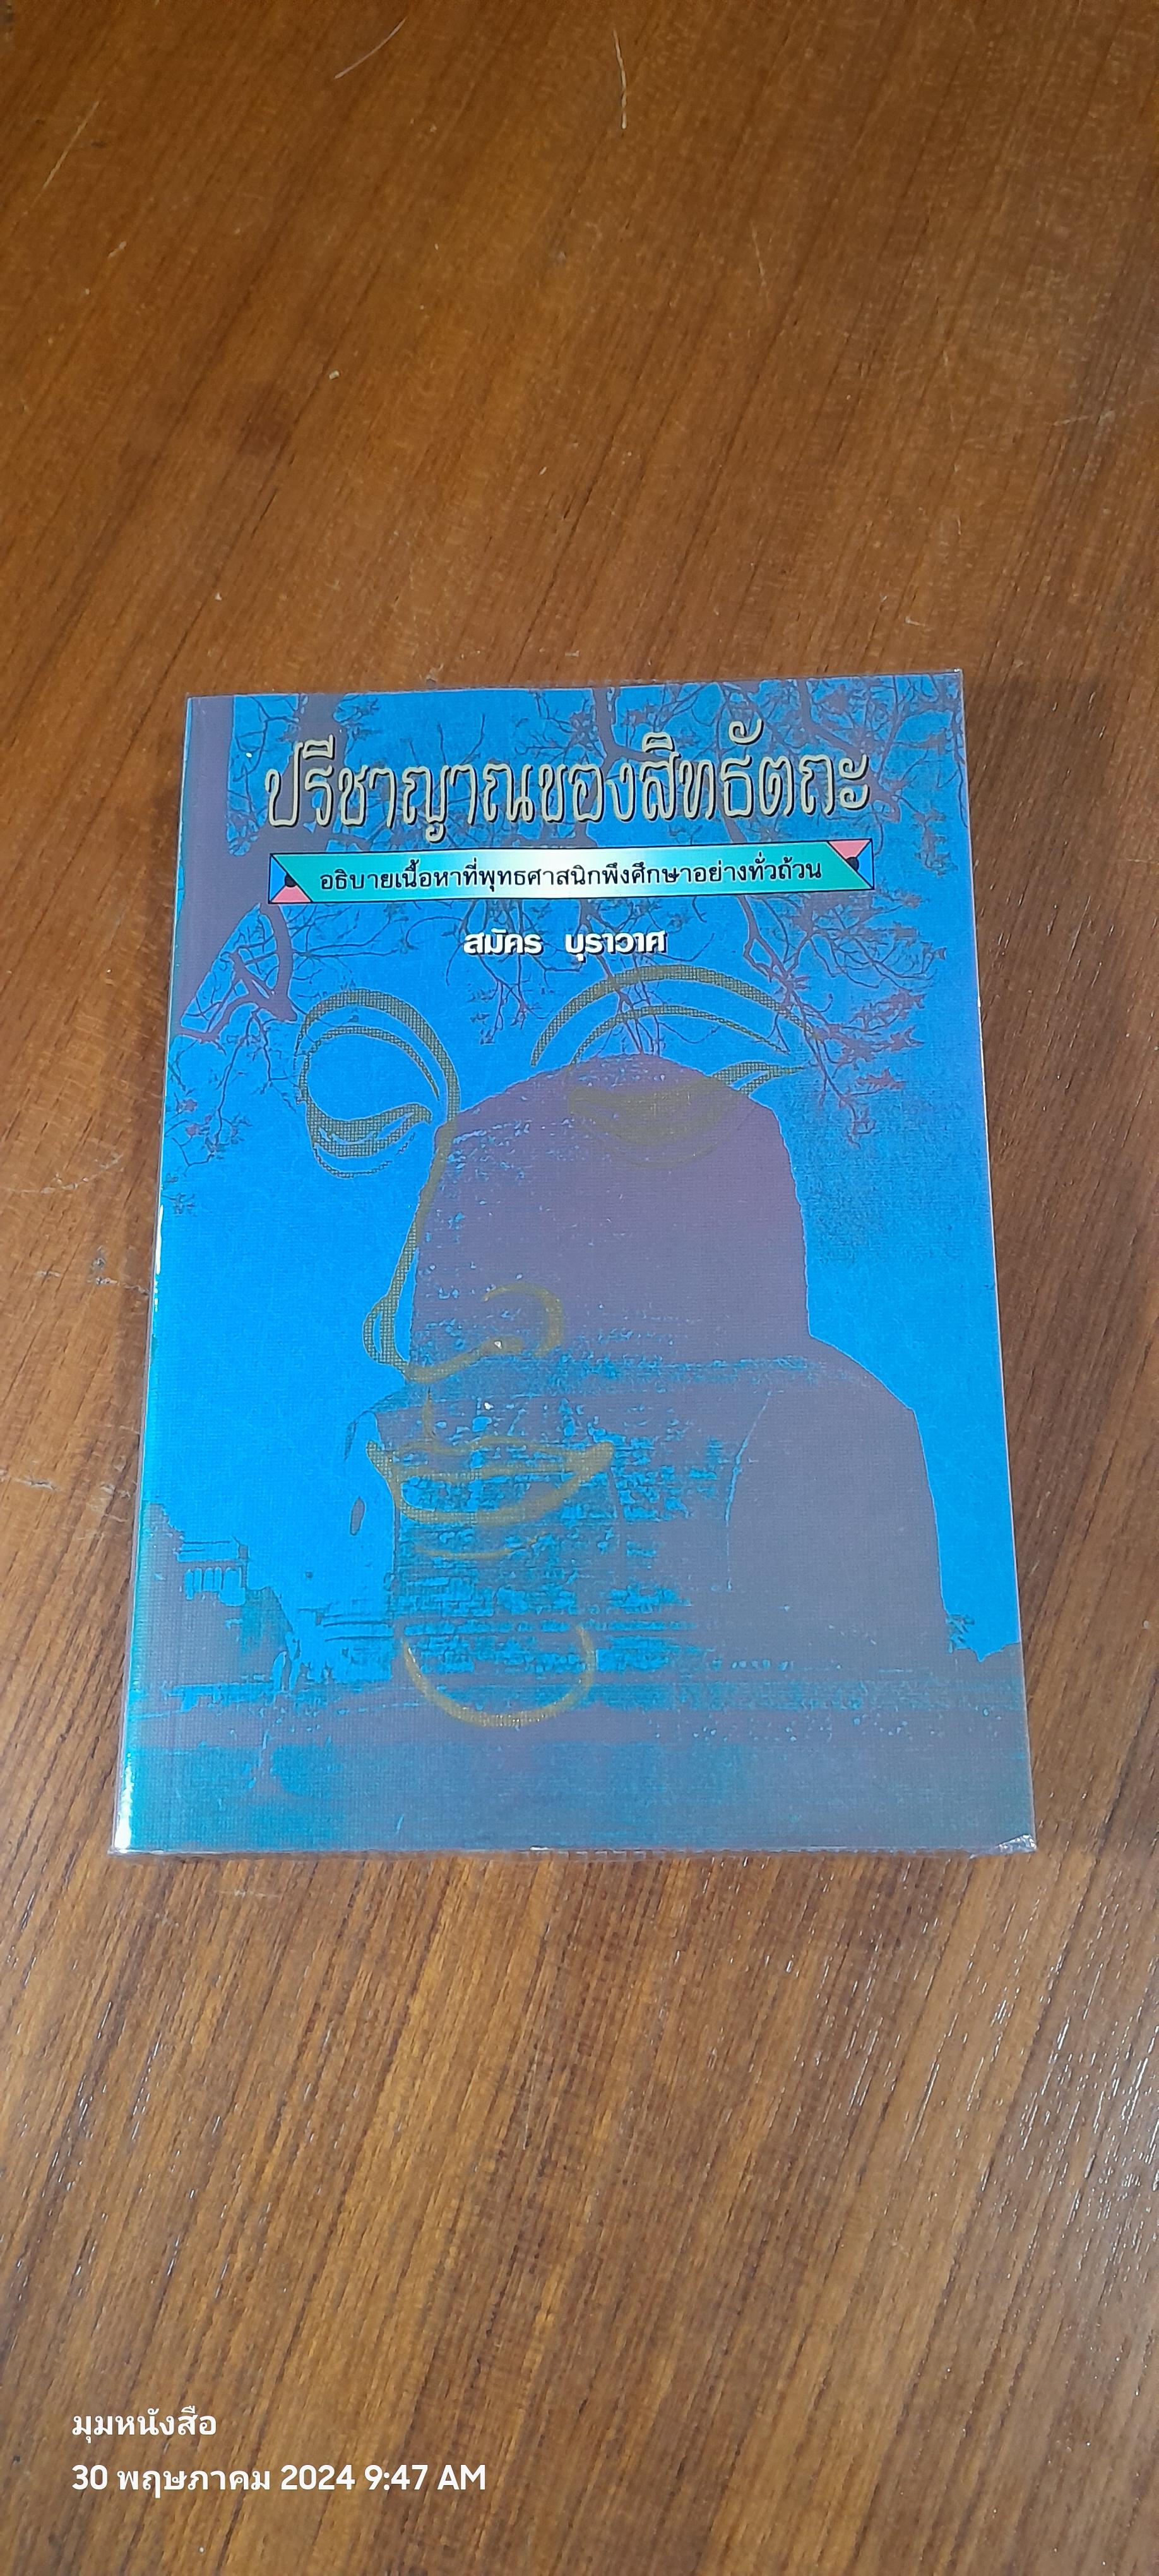 ปรีชาญาณของสิทธัตถะ
อธิบายเนื้อหาที่พุทธศาสนิกพึงศึกษาอย่างทั่วถ้วน
สมัคร บุราวาศ
มุมหนังสือ
30 พฤษภาคม 2024 9:47 AM